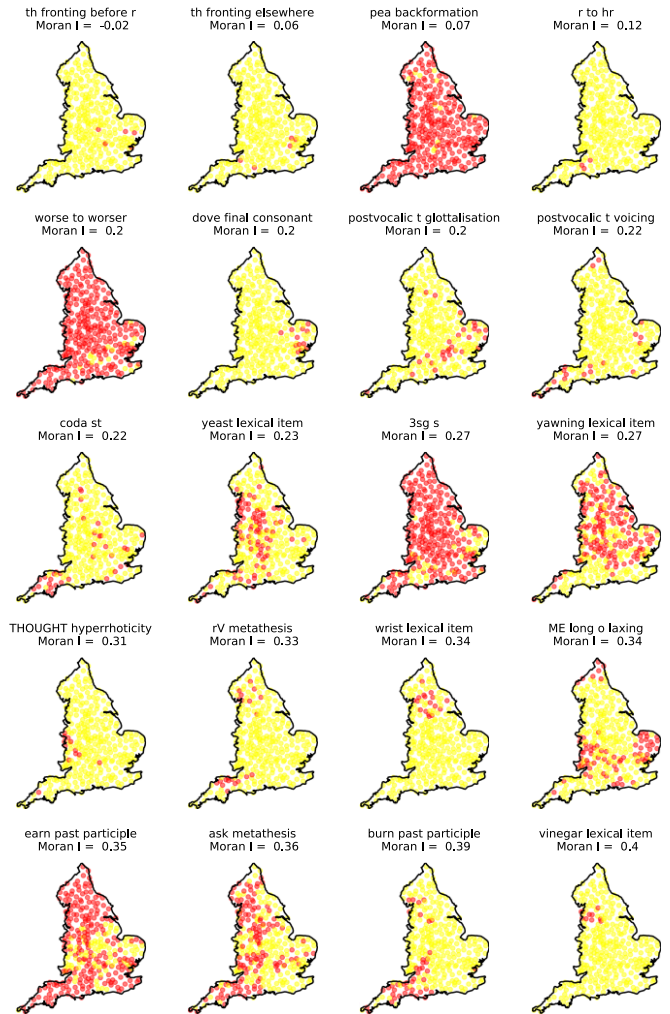 th fronting before r
Moran I =  -0.02
th fronting elsewhere
Moran I =  0.06
pea backformation
Moran I =  0.07
r to hr
Moran I =  0.12
worse to worser
Moran I =  0.2
dove final consonant
Moran I =  0.2
postvocalic t glottalisation
Moran I =  0.2
postvocalic t voicing
Moran I =  0.22
coda st
Moran I =  0.22
yeast lexical item
Moran I =  0.23
3sg s
Moran I =  0.27
yawning lexical item
Moran I =  0.27
THOUGHT hyperrhoticity
Moran I =  0.31
rV metathesis
Moran I =  0.33
wrist lexical item
Moran I =  0.34
ME long o laxing
Moran I =  0.34
earn past participle
Moran I =  0.35
ask metathesis
Moran I =  0.36
burn past participle
Moran I =  0.39
vinegar lexical item
Moran I =  0.4